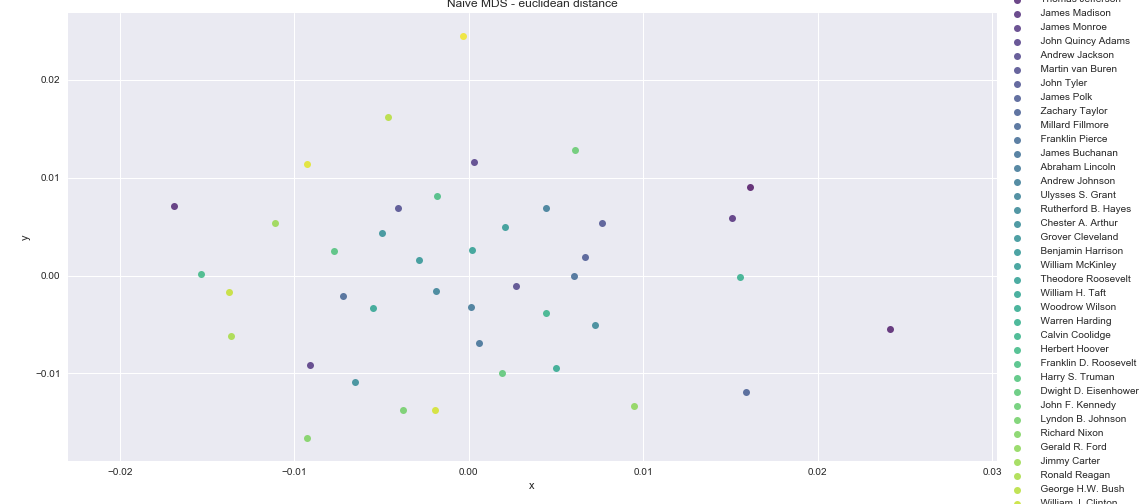 Naive MDS - euclidean distance
0.02
0.01
0.00
−0.01
y
−0.02
−0.01
0.00
0.01
0.02
0.03
x
Thomas Jefferson
James Madison
James Monroe
John Quincy Adams
Andrew Jackson
Martin van Buren
John Tyler
James Polk
Zachary Taylor
Millard Fillmore
Franklin Pierce
James Buchanan
Abraham Lincoln
Andrew Johnson
Ulysses S. Grant
Rutherford B. Hayes
Chester A. Arthur
Grover Cleveland
Benjamin Harrison
William McKinley
Theodore Roosevelt
William H. Taft
Woodrow Wilson
Warren Harding
Calvin Coolidge
Herbert Hoover
Franklin D. Roosevelt
Harry S. Truman
Dwight D. Eisenhower
John F. Kennedy
Lyndon B. Johnson
Richard Nixon
Gerald R. Ford
Jimmy Carter
Ronald Reagan
George H.W. Bush
William J. Clinton